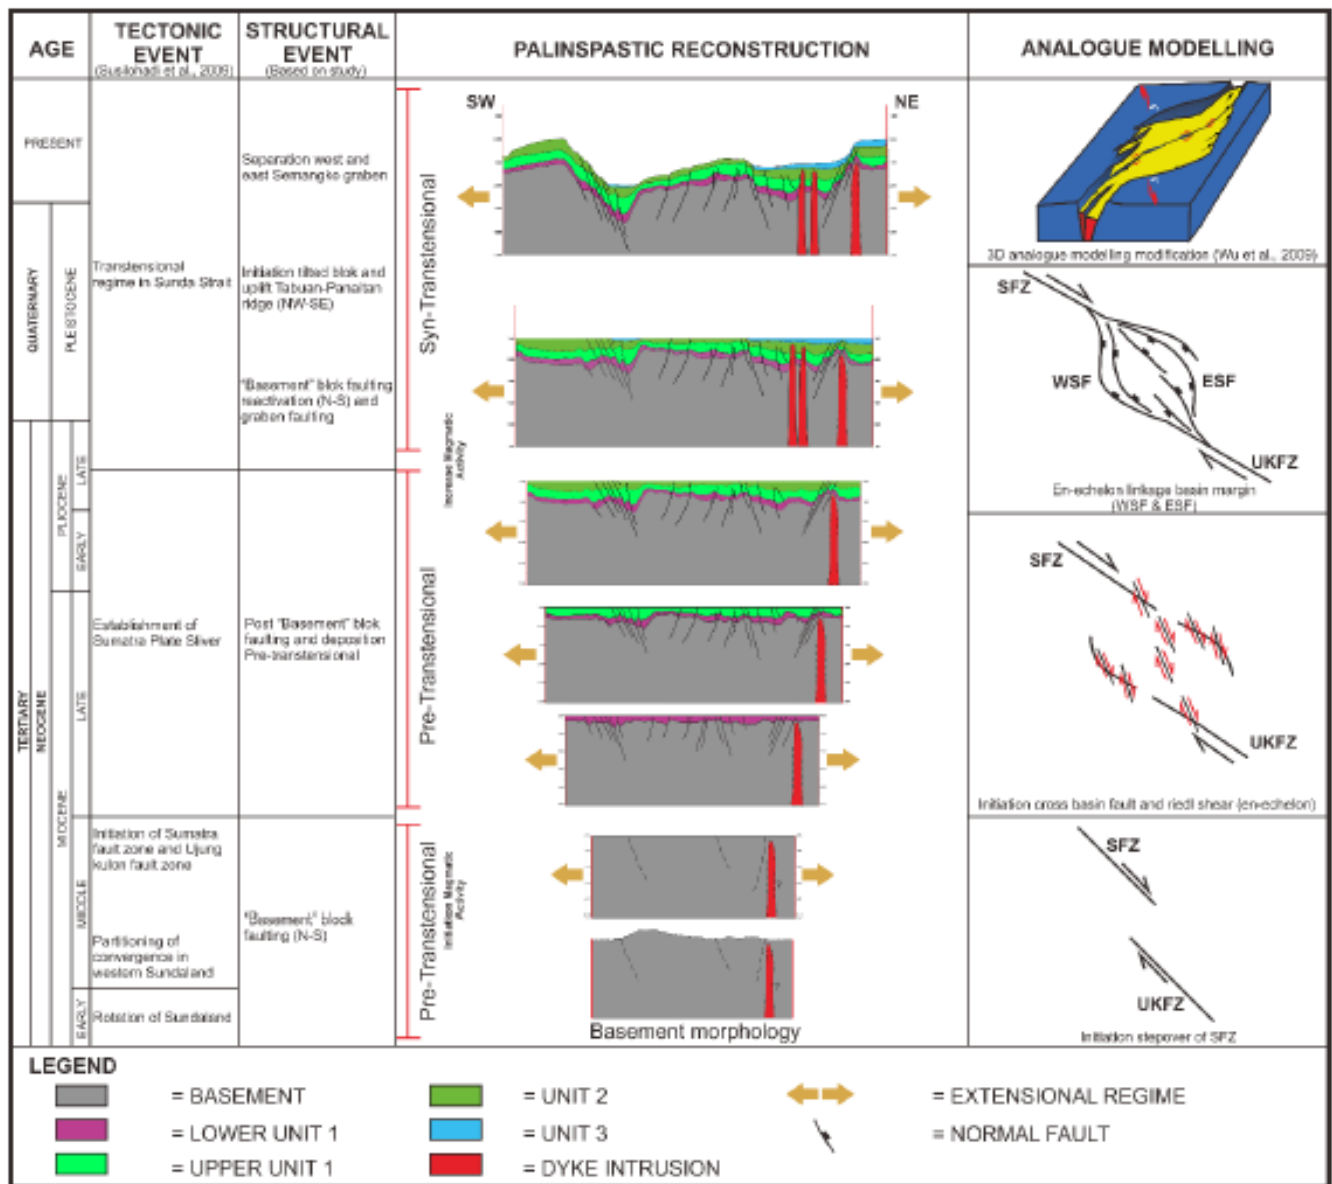 AGE
TECTONIC
EVENT
(Susilohadi et al., 2009)
STRUCTURAL
EVENT
(Based on study)
PALINSPASTIC RECONSTRUCTION
ANALOGUE MODELLING
PRESENT
QUATERNARY
PLEISTOCENE
TERTIARY
NEOGENE
PLIOCENE
LATE
EARLY
MIOCENE
LATE
MIDDLE
EARLY
Transtensional
regime in Sunda Strait
Establishment of
Sumatra Plate Sliver
Initiation of Sumatra
fault zone and Ujung
kulon fault zone
Partitioning of
convergence in
western Sundaland
Rotation of Sundaland
Separation west and
east Semangko graben
Initiation tilted blok and
uplift Tabuan-Panaitan
ridge (NW-SE)
"Basement" blok faulting
reactivation (N-S) and
graben faulting
Post "Basement" blok
faulting and deposition
Pre-transtensional
"Basement" block
faulting (N-S)
SW
NE
Syn-Transtensional
Increase Magmatic
Activity
Pre-Transtensional
Pre-Transtensional
Initiation Magmatic
Activity
Basement morphology
3D analogue modelling modification (Wu et al., 2009)
SFZ
WSF
ESF
UKFZ
En-echelon linkage basin margin
(WSF & ESF)
SFZ
UKFZ
Initiation cross basin fault and riedl shear (en-echelon)
SFZ
UKFZ
Initiation stepover of SFZ
LEGEND
= BASEMENT
= LOWER UNIT 1
= UPPER UNIT 1
= UNIT 2
= UNIT 3
= DYKE INTRUSION
= EXTENSIONAL REGIME
= NORMAL FAULT